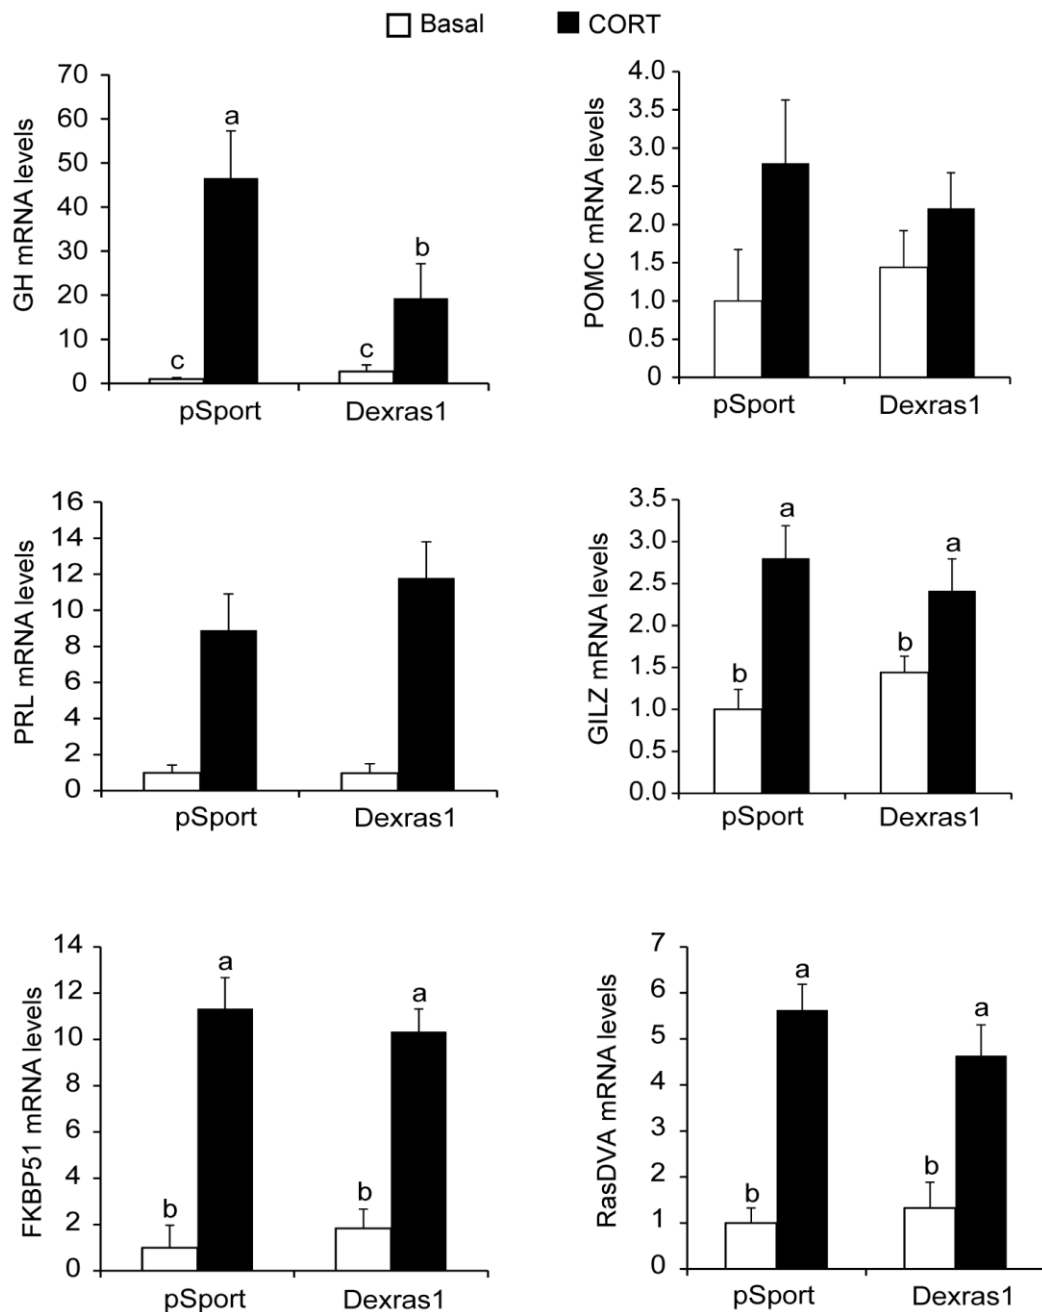 Basal CORT
GH mRNA levels
70
60
50
40
30
20
10
0
a
b
c
c
pSport Dexras1
POMC mRNA levels
4.0
3.5
3.0
2.5
2.0
1.5
1.0
0.5
0
pSport Dexras1
PRL mRNA levels
16
14
12
10
8
6
4
2
0
pSport Dexras1
GILZ mRNA levels
3.5
3.0
2.5
2.0
1.5
1.0
0.5
0.0
a
a
b
b
pSport Dexras1
FKBP51 mRNA levels
14
12
10
8
6
4
2
0
a
a
b
b
pSport Dexras1
RasDVA mRNA levels
7
6
5
4
3
2
1
0
a
a
b
b
pSport Dexras1